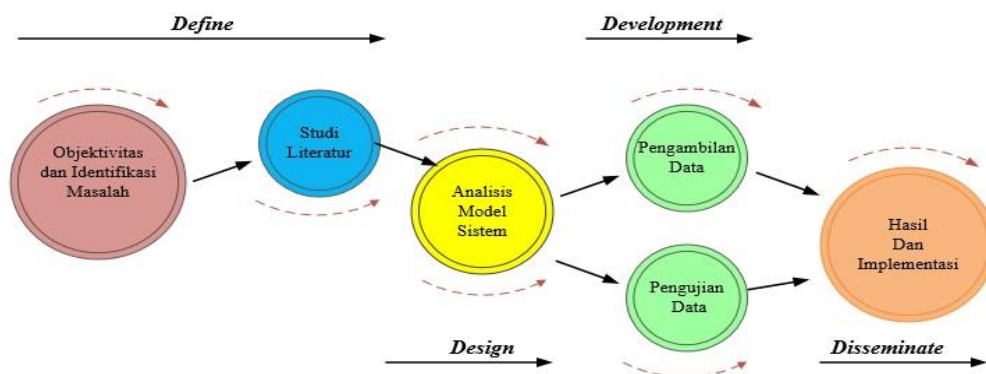 Define
Development
Objektivitas
dan Identifikasi
Masalah
Studi
Literatur
Analisis
Model
Sistem
Pengambilan
Data
Pengujian
Data
Hasil
Dan
Implementasi
Design
Disseminate